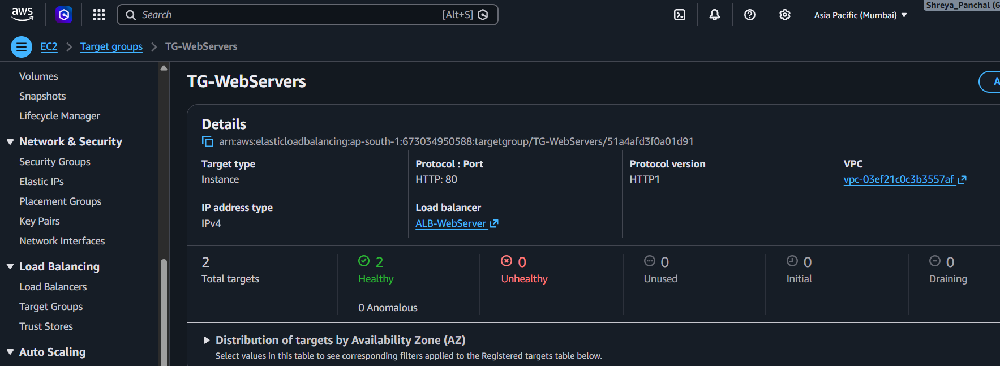 aws
Search
[Alt+S]
Asia Pacific (Mumbai)
Shreya_Panchal (6
EC2
Target groups
TG-WebServers
Volumes
Snapshots
Lifecycle Manager
Network & Security
Security Groups
Elastic IPs
Placement Groups
Key Pairs
Network Interfaces
Load Balancing
Load Balancers
Target Groups
Trust Stores
Auto Scaling
TG-WebServers
A
Details
arn:aws:elasticloadbalancing:ap-south-1:673034950588:targetgroup/TG-WebServers/51a4afd3f0a01d91
Target type
Instance
Protocol : Port
HTTP: 80
Protocol version
HTTP1
VPC
vpc-03ef21c0c3b3557af
IP address type
IPv4
Load balancer
ALB-WebServer
2
Total targets
2
Healthy
0 Anomalous
0
Unhealthy
0
Unused
0
Initial
0
Draining
Distribution of targets by Availability Zone (AZ)
Select values in this table to see corresponding filters applied to the Registered targets table below.